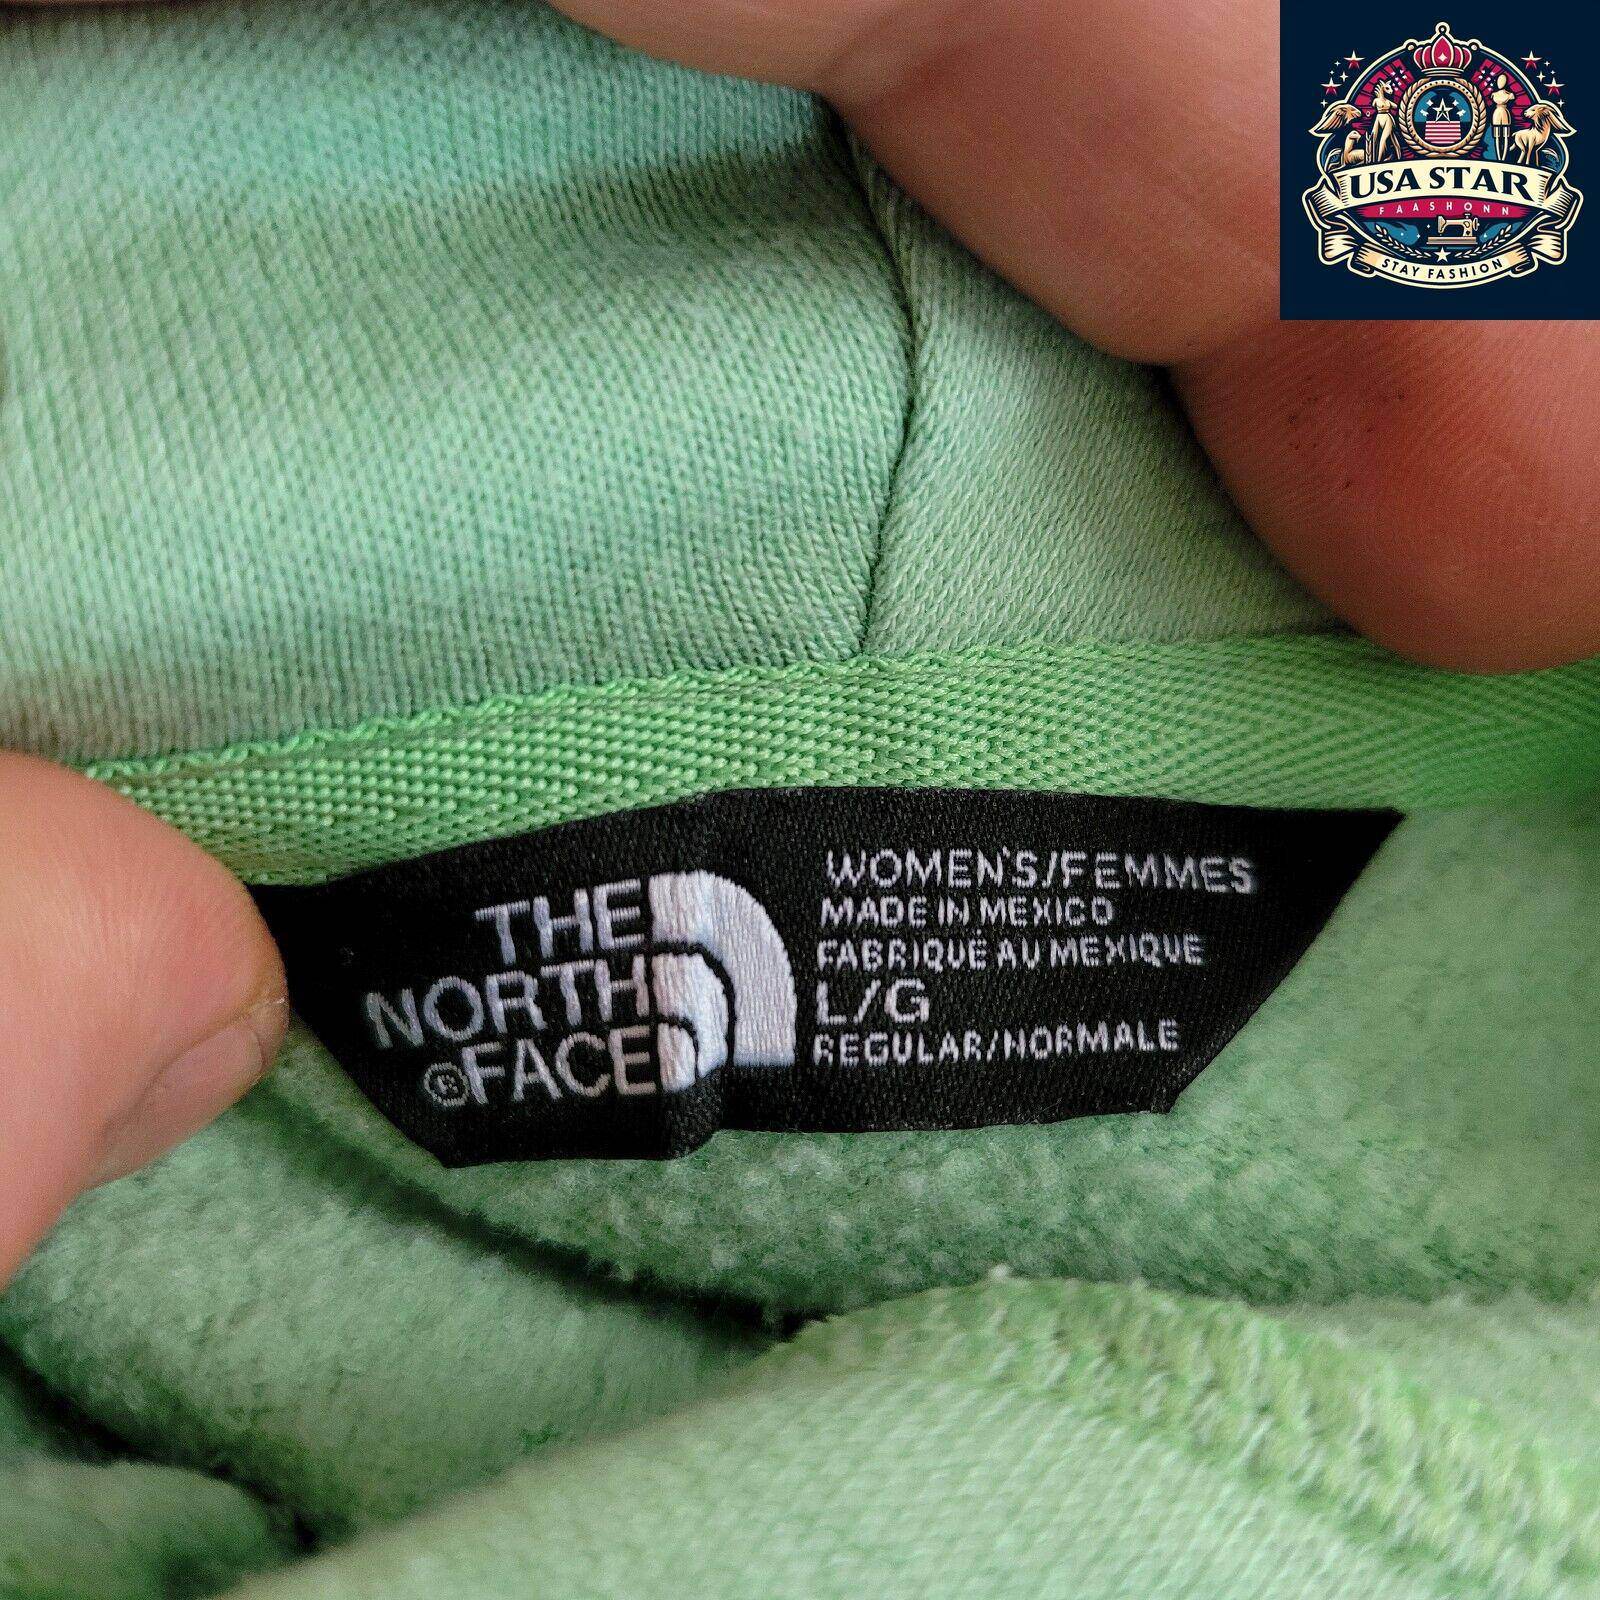 USA STAR
FAASHONN
STAY FASHION
THE
NORTH
®FACE
WOMEN'S/FEMMES
MADE IN MEXICO
FABRIQUÉ AU MEXIQUE
L/G
REGULAR/NORMALE